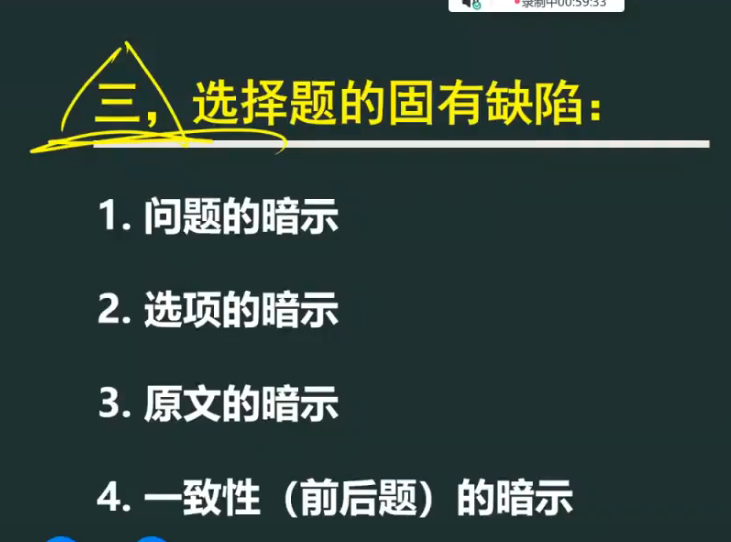 录制中00:59:33
三，选择题的固有缺陷：
1. 问题的暗示
2. 选项的暗示
3. 原文的暗示
4. 一致性（前后题）的暗示